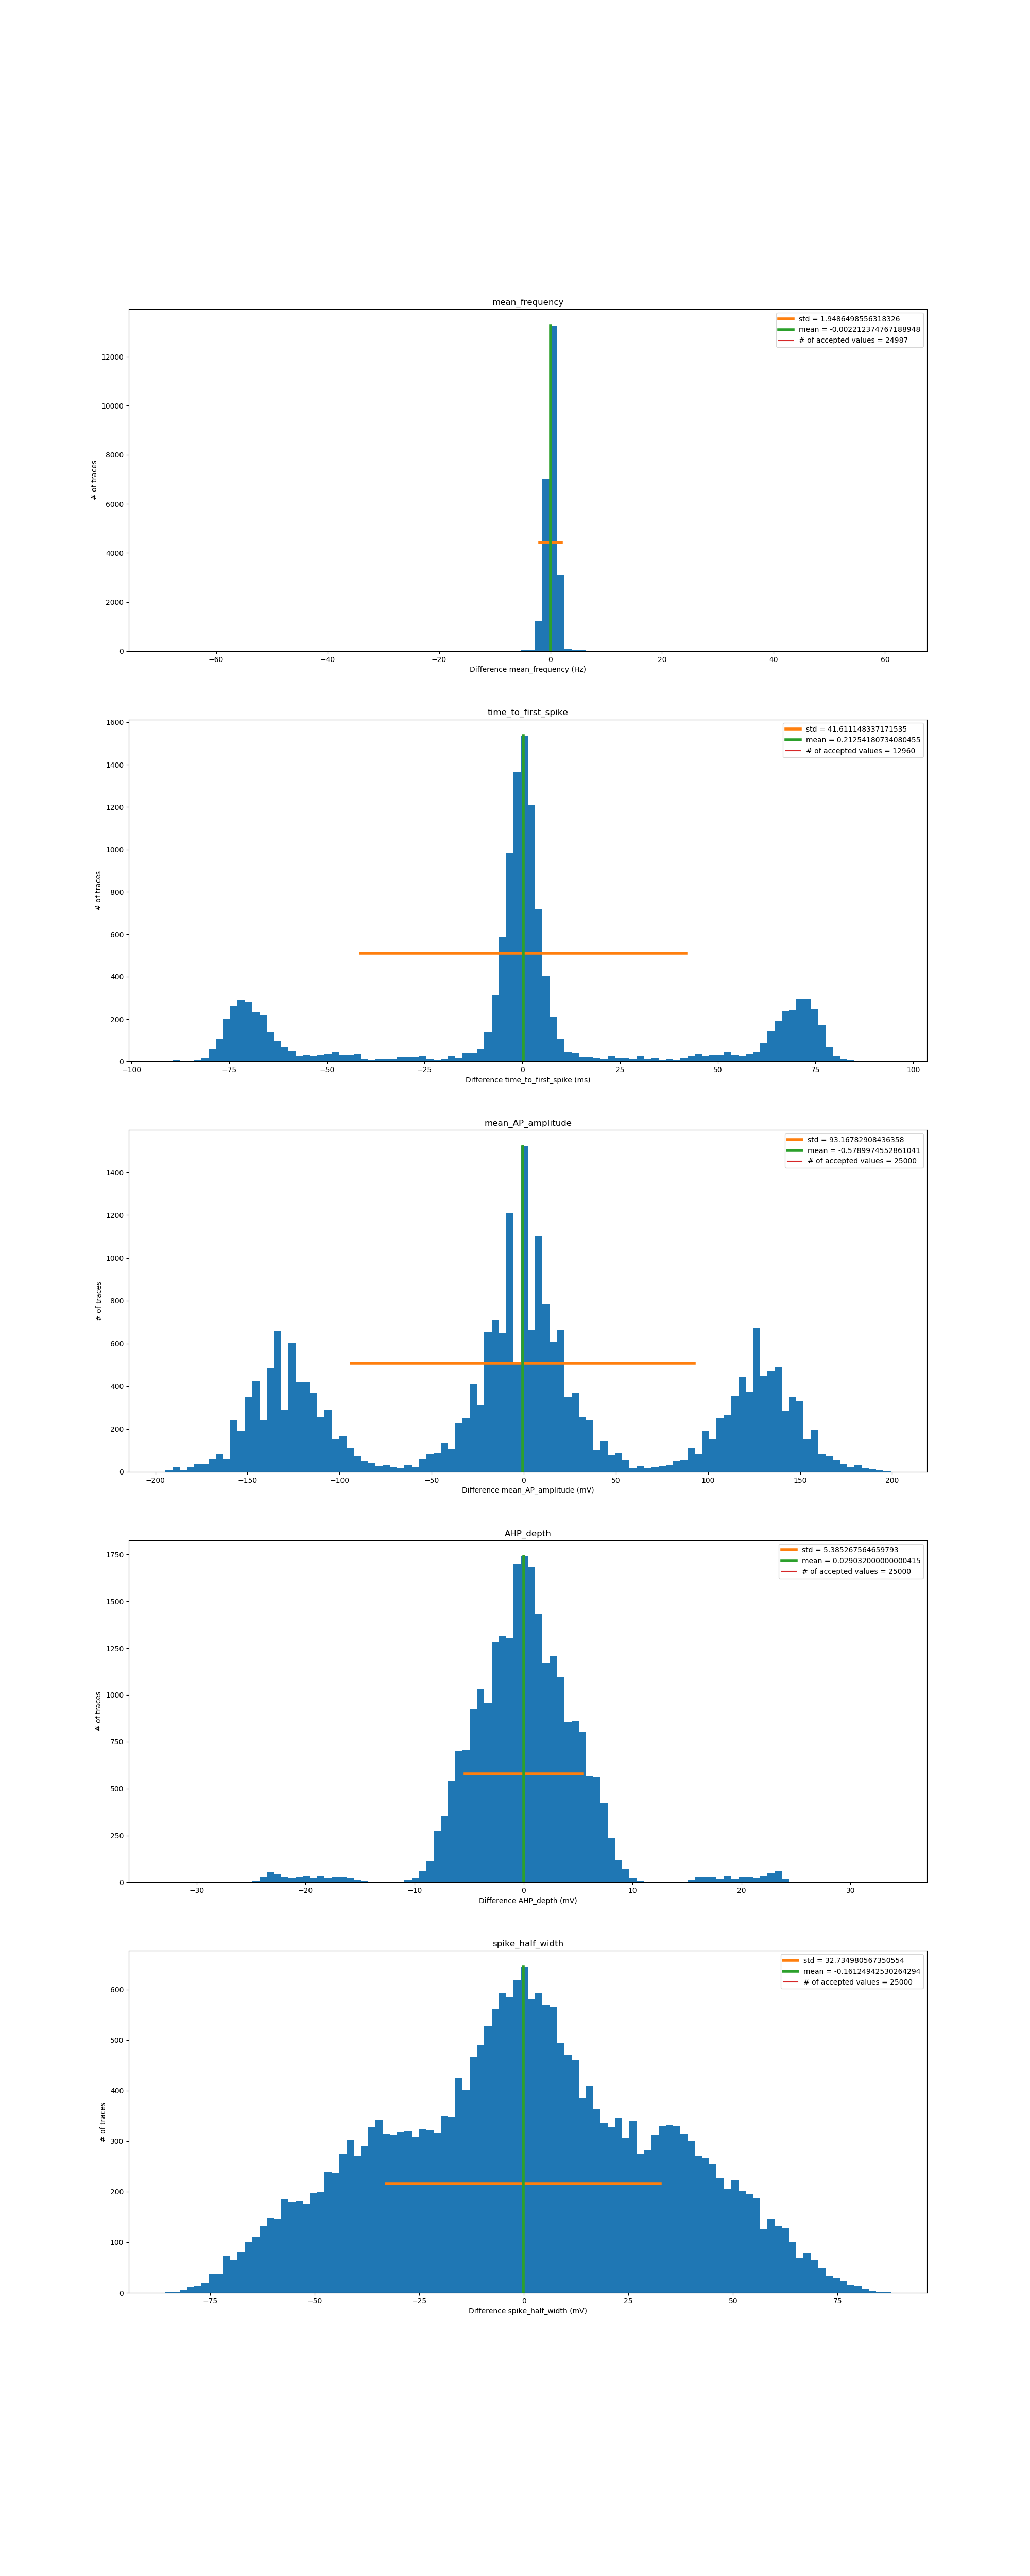 mean_frequency
std = 1.9486498556318326
mean = -0.002212374767188948
# of accepted values = 24987
12000
10000
8000
6000
4000
2000
0
# of traces
−60 −40 −20 0 20 40 60
Difference mean_frequency (Hz)
time_to_first_spike
std = 41.611148337171535
mean = 0.21254180734080455
# of accepted values = 12960
1600
1400
1200
1000
800
600
400
200
0
# of traces
−100 −75 −50 −25 0 25 50 75 100
Difference time_to_first_spike (ms)
mean_AP_amplitude
std = 93.16782908436358
mean = -0.5789974552861041
# of accepted values = 25000
1400
1200
1000
800
600
400
200
0
# of traces
−200 −150 −100 −50 0 50 100 150 200
Difference mean_AP_amplitude (mV)
AHP_depth
std = 5.385267564659793
mean = 0.029032000000000415
# of accepted values = 25000
1750
1500
1250
1000
750
500
250
0
# of traces
−30 −20 −10 0 10 20 30
Difference AHP_depth (mV)
spike_half_width
std = 32.734980567350554
mean = -0.16124942530264294
# of accepted values = 25000
600
500
400
300
200
100
0
# of traces
−75 −50 −25 0 25 50 75
Difference spike_half_width (mV)